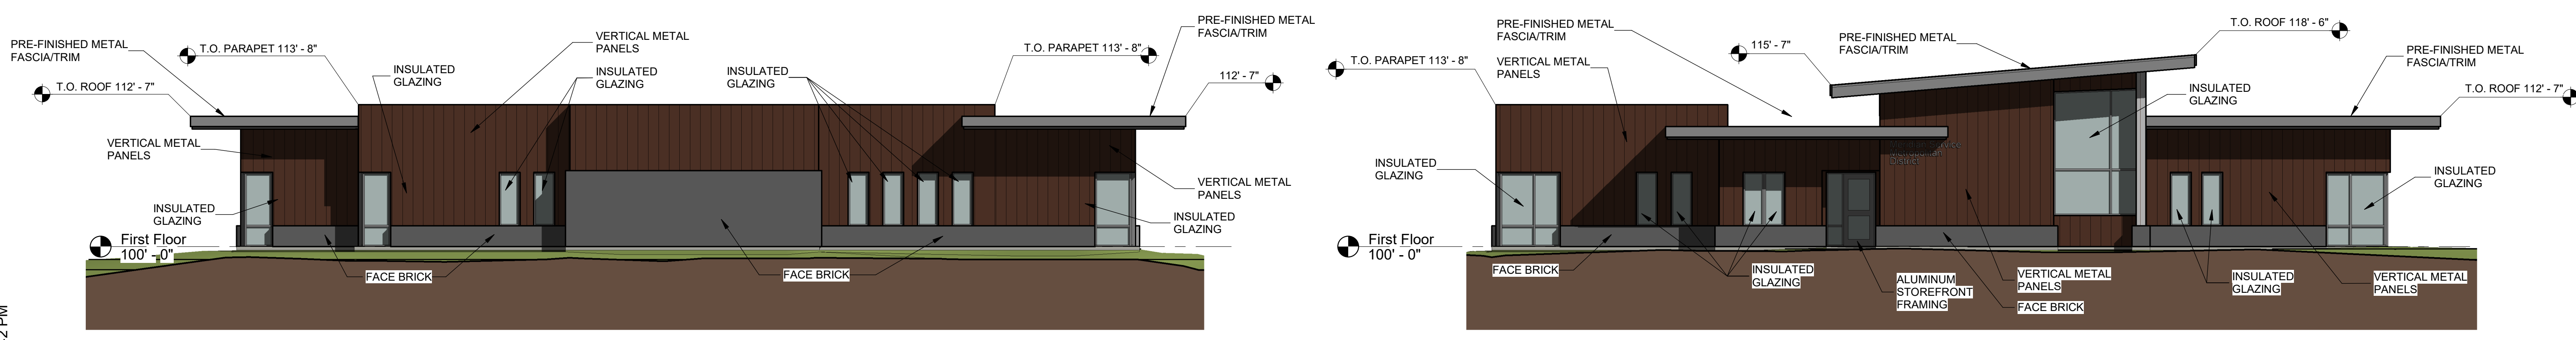 PRE-FINISHED METAL
FASCIA/TRIM
T.O. PARAPET 113' - 8"
T.O. ROOF 112' - 7"
VERTICAL METAL
PANELS
INSULATED
GLAZING
INSULATED
GLAZING
INSULATED
GLAZING
T.O. PARAPET 113' - 8"
PRE-FINISHED METAL
FASCIA/TRIM
112' - 7"
VERTICAL METAL
PANELS
INSULATED
GLAZING
VERTICAL METAL
PANELS
INSULATED
GLAZING
First Floor
100' - 0"
FACE BRICK
FACE BRICK
2 PM
PRE-FINISHED METAL
FASCIA/TRIM
T.O. PARAPET 113' - 8"
VERTICAL METAL
PANELS
115' - 7"
PRE-FINISHED METAL
FASCIA/TRIM
T.O. ROOF 118' - 6"
PRE-FINISHED METAL
FASCIA/TRIM
INSULATED
GLAZING
T.O. ROOF 112' - 7"
INSULATED
GLAZING
District
INSULATED
GLAZING
First Floor
100' - 0"
FACE BRICK
INSULATED
GLAZING
ALUMINUM
STOREFRONT
FRAMING
VERTICAL METAL
PANELS
FACE BRICK
INSULATED
GLAZING
VERTICAL METAL
PANELS